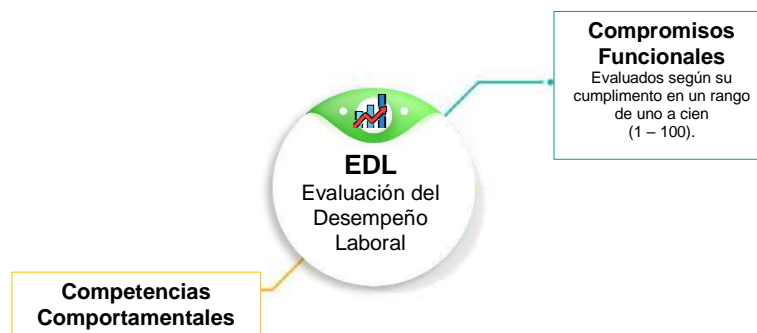 Compromisos
Funcionales
Evaluados según su
cumplimento en un rango
de uno a cien
(1 – 100).
EDL
Evaluación del
Desempeño
Laboral
Competencias
Comportamentales